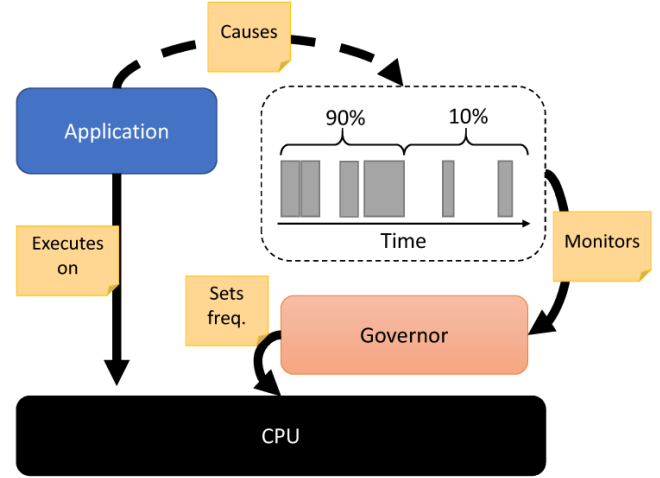 Causes
Application
90%
10%
Time
Executes
on
Monitors
Sets
freq.
Governor
CPU